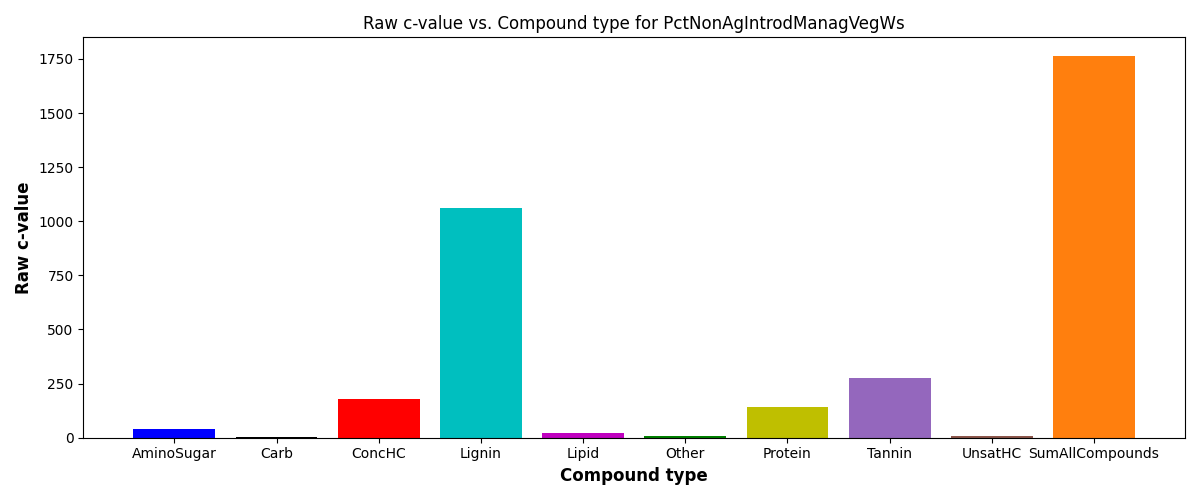 Raw c-value vs. Compound type for PctNonAgIntrodManagVegWs
Raw c-value
1750
1500
1250
1000
750
500
250
0
AminoSugar Carb ConcHC Lignin Lipid Other Protein Tannin UnsatHC SumAllCompounds
Compound type